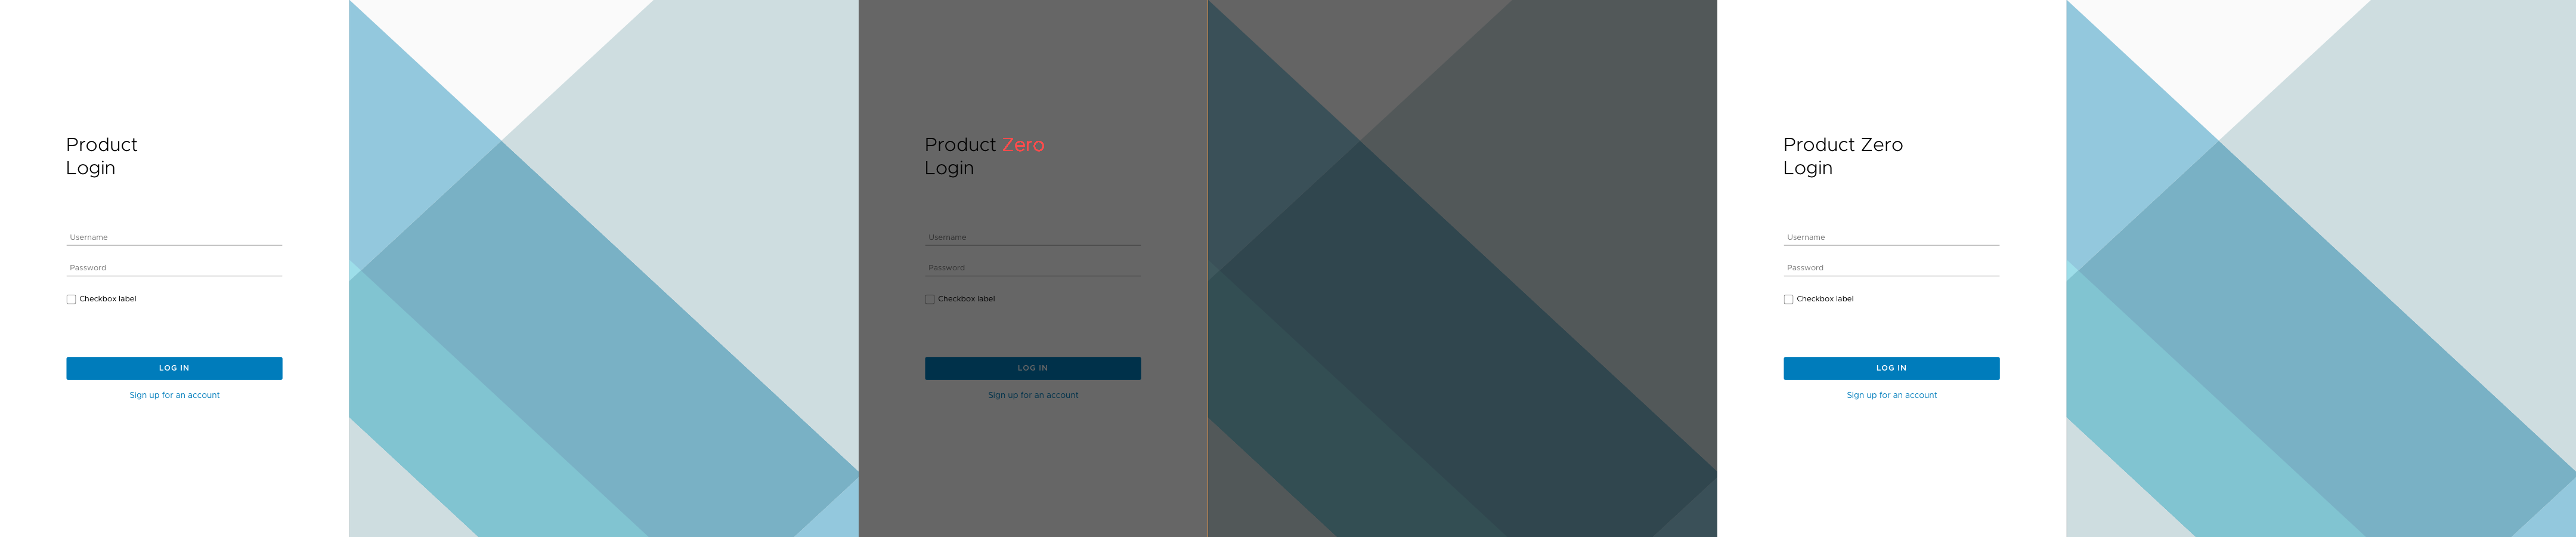 Product
Login
Username
Password
Checkbox label
LOG IN
Sign up for an account
Product Zero
Login
Username
Password
Checkbox label
LOG IN
Sign up for an account
Product Zero
Login
Username
Password
Checkbox label
LOG IN
Sign up for an account